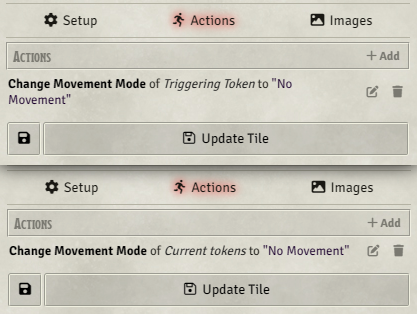 Setup Actions Images
Actions + Add
Change Movement Mode of Triggering Token to "No
Movement"
Update Tile
Setup Actions Images
Actions + Add
Change Movement Mode of Current tokens to "No Movement"
Update Tile